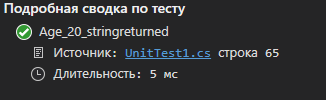 Подробная сводка по тесту
Age_20_stringreturned
Источник: UnitTest1.cs строка 65
Длительность: 5 мс